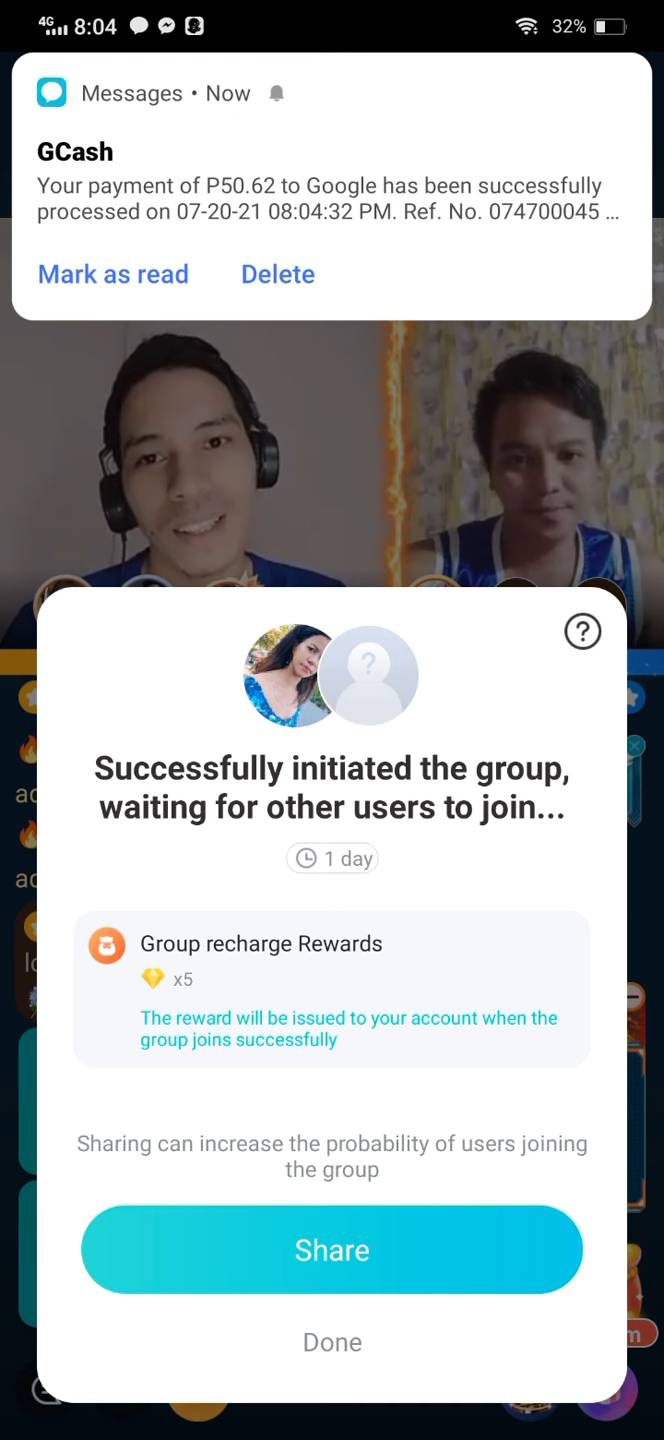 4G 8:04 32%
Messages • Now
GCash
Your payment of P50.62 to Google has been successfully
processed on 07-20-21 08:04:32 PM. Ref. No. 074700045 ...
Mark as read Delete
?
?
Successfully initiated the group,
waiting for other users to join...
1 day
Group recharge Rewards
x5
The reward will be issued to your account when the
group joins successfully
Sharing can increase the probability of users joining
the group
Share
Done